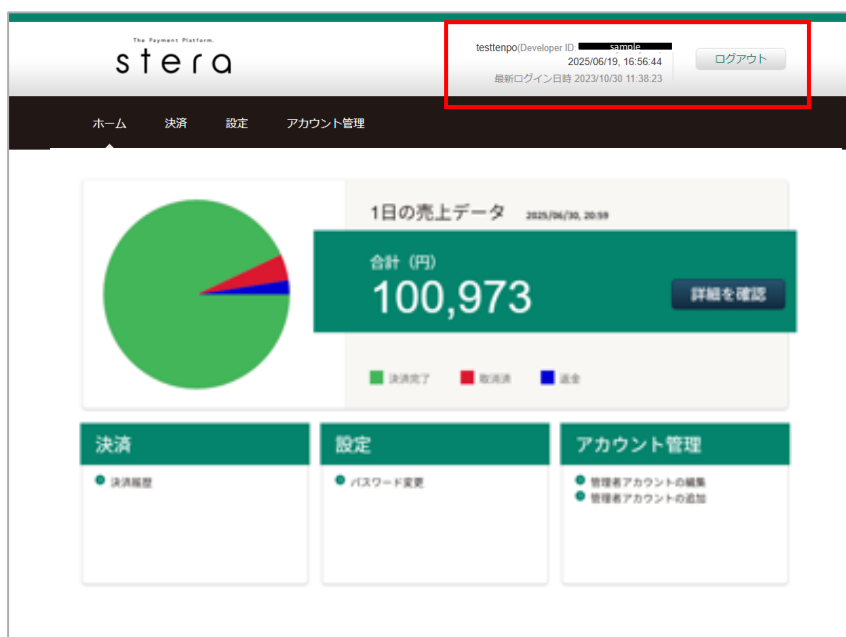 The Payment Platform.
stera
testtenpo(Developer ID: sample
2025/06/19, 16:56:44
最新ログイン日時 2023/10/30 11:38:23
ログアウト
ホーム 決済 設定 アカウント管理
1日の売上データ 2025/06/30, 20:59
合計（円）
100,973
詳細を確認
決済完了 取消済 返金
決済
決済履歴
設定
パスワード変更
アカウント管理
管理者アカウントの編集
管理者アカウントの追加